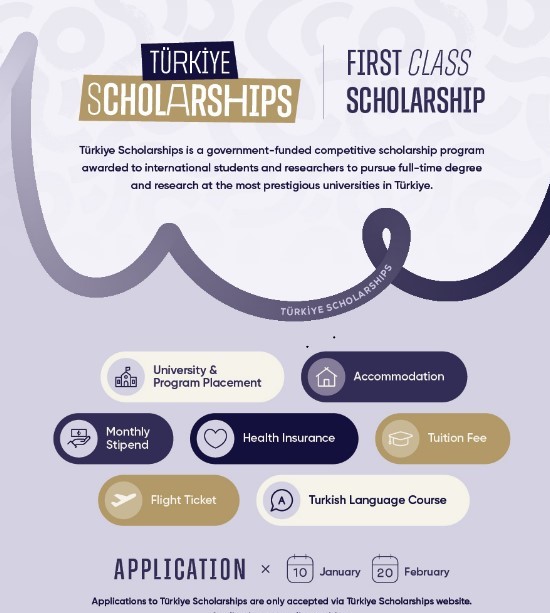 TÜRKİYE
SCHOLARSHIPS
FIRST CLASS
SCHOLARSHIP
Türkiye Scholarships is a government-funded competitive scholarship program
awarded to international students and researchers to pursue full-time degree
and research at the most prestigious universities in Türkiye.
TÜRKİYE SCHOLARSHIPS
University &
Program Placement
Accommodation
Monthly
Stipend
Health Insurance
Tuition Fee
Flight Ticket
A
Turkish Language Course
APPLICATION × 10 January 20 February
Applications to Türkiye Scholarships are only accepted via Türkiye Scholarships website.